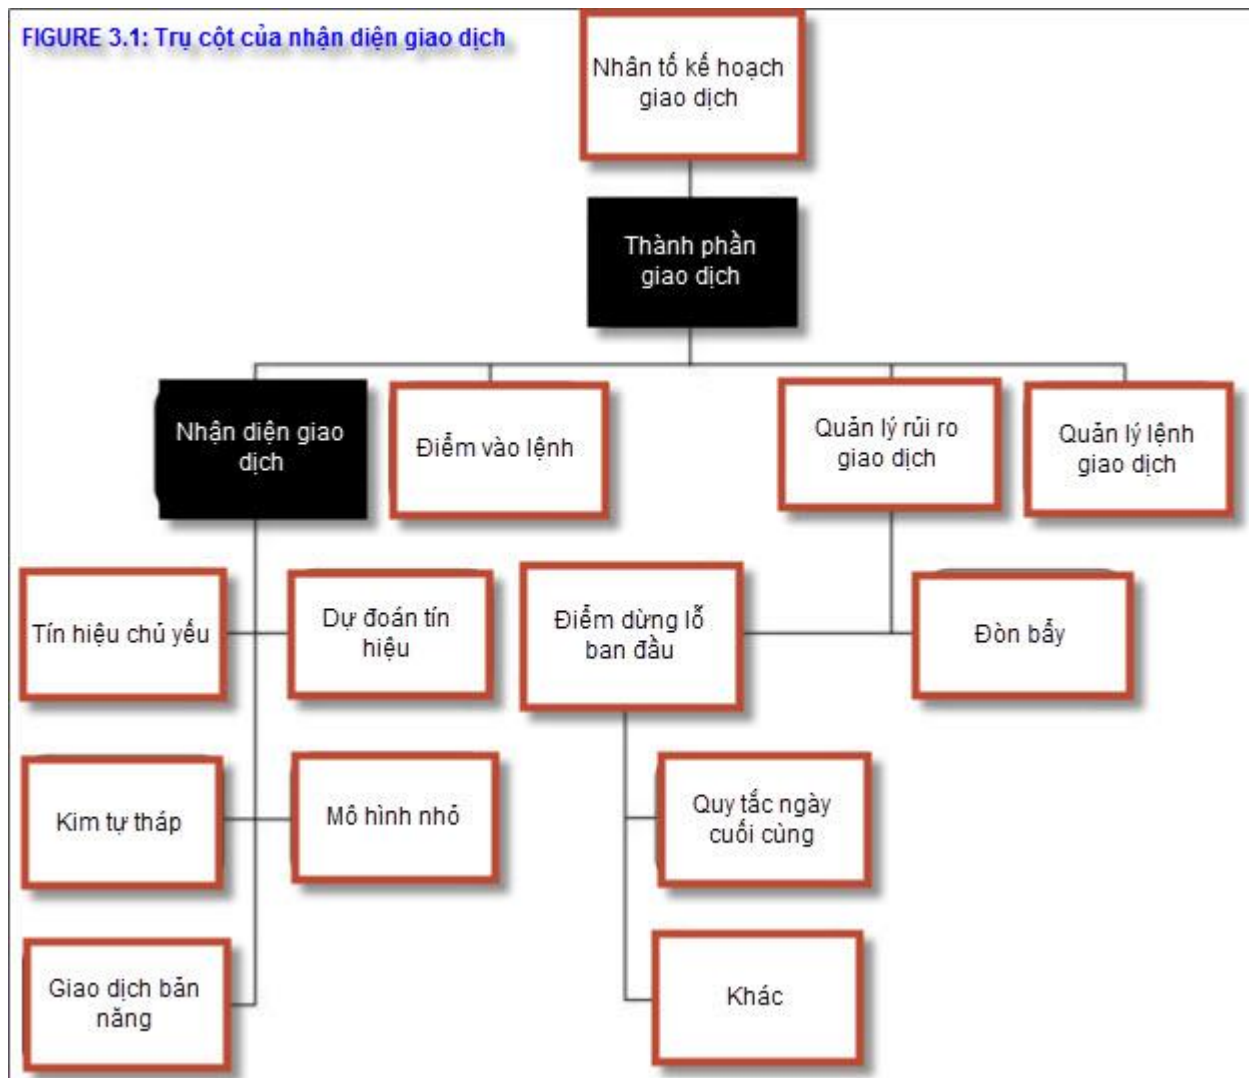 FIGURE 3.1: Trụ cột của nhận diện giao dịch
Nhân tố kế hoạch
giao dịch
Thành phần
giao dịch
Nhận diện giao
dịch
Điểm vào lệnh
Quản lý rủi ro
giao dịch
Quản lý lệnh
giao dịch
Tín hiệu chủ yếu
Dự đoán tín
hiệu
Điểm dừng lỗ
ban đầu
Đòn bẩy
Kim tự tháp
Mô hình nhỏ
Quy tắc ngày
cuối cùng
Giao dịch bản
năng
Khác